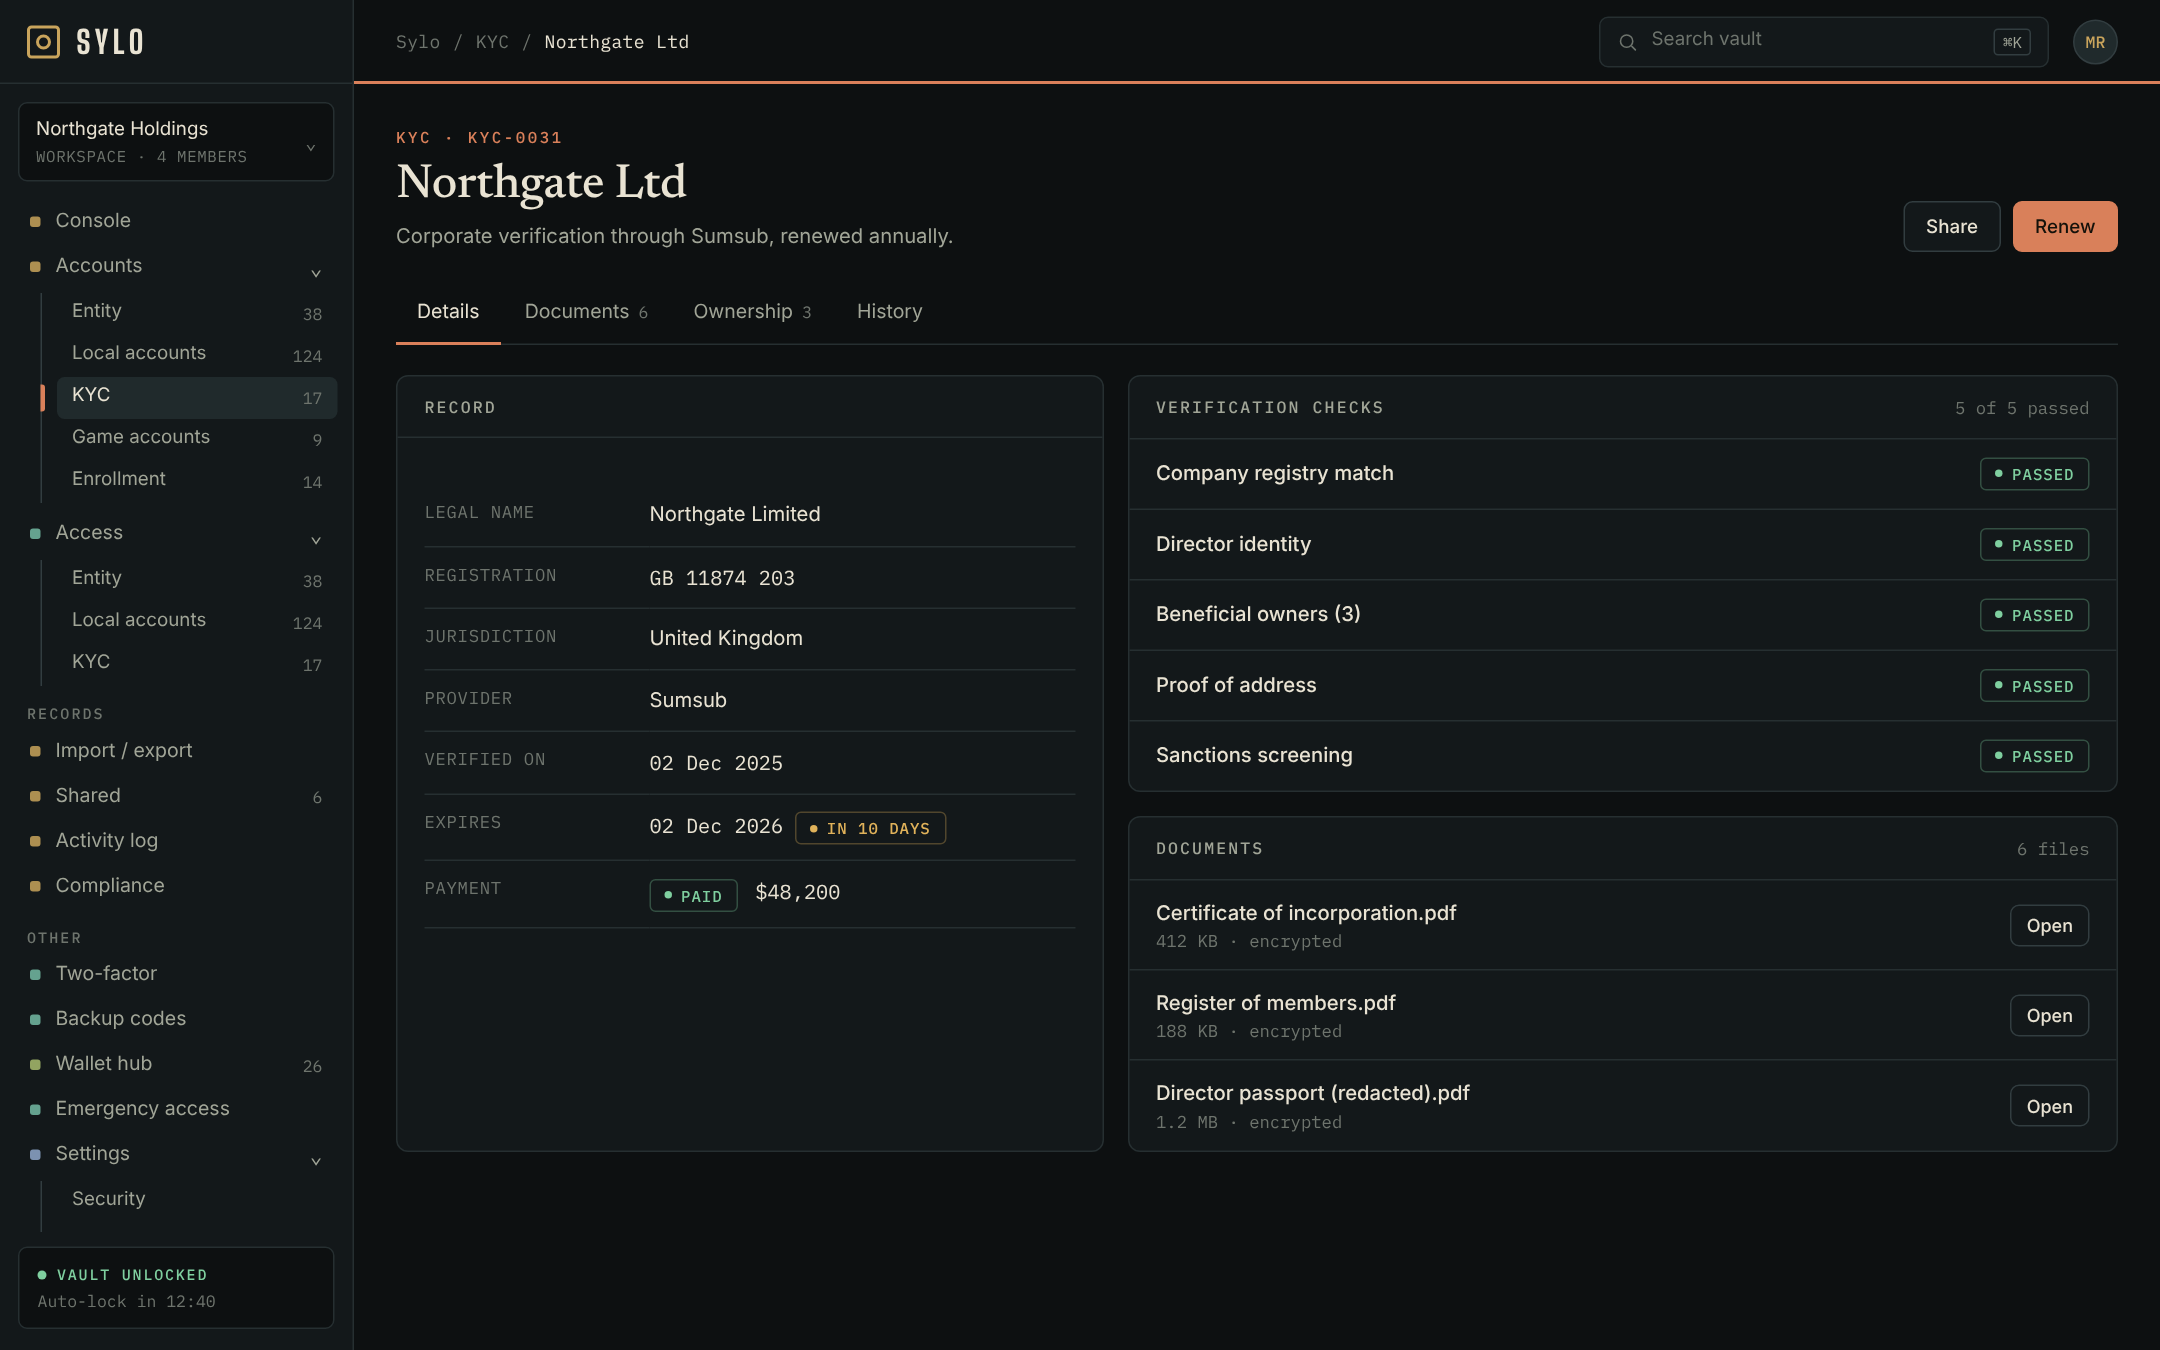 SYLO
Northgate Holdings
WORKSPACE · 4 MEMBERS
Console
Accounts
Entity 38
Local accounts 124
KYC 17
Game accounts 9
Enrollment 14
Access
Entity 38
Local accounts 124
KYC 17
RECORDS
Import / export
Shared 6
Activity log
Compliance
OTHER
Two-factor
Backup codes
Wallet hub 26
Emergency access
Settings
Security
VAULT UNLOCKED
Auto-lock in 12:40
Sylo / KYC / Northgate Ltd
Search vault ⌘K
MR
KYC · KYC-0031
Northgate Ltd
Corporate verification through Sumsub, renewed annually.
Share Renew
Details Documents 6 Ownership 3 History
RECORD
LEGAL NAME Northgate Limited
REGISTRATION GB 11874 203
JURISDICTION United Kingdom
PROVIDER Sumsub
VERIFIED ON 02 Dec 2025
EXPIRES 02 Dec 2026 IN 10 DAYS
PAYMENT PAID $48,200
VERIFICATION CHECKS 5 of 5 passed
Company registry match PASSED
Director identity PASSED
Beneficial owners (3) PASSED
Proof of address PASSED
Sanctions screening PASSED
DOCUMENTS 6 files
Certificate of incorporation.pdf
412 KB · encrypted
Open
Register of members.pdf
188 KB · encrypted
Open
Director passport (redacted).pdf
1.2 MB · encrypted
Open